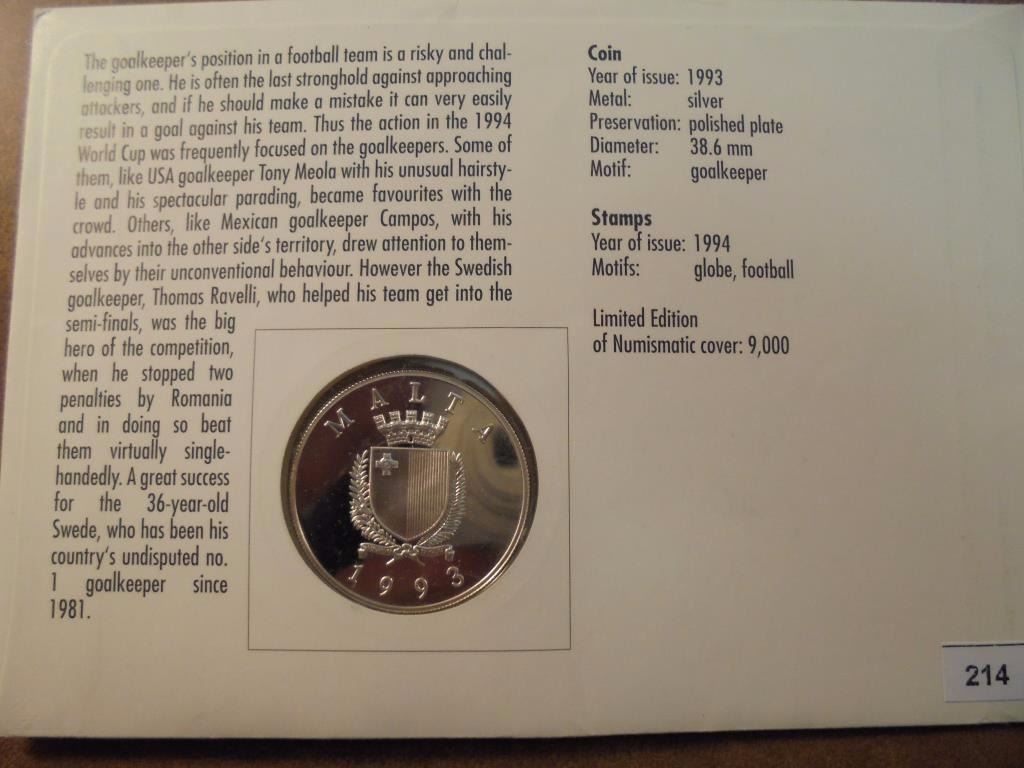 The goalkeeper's position in a football team is a risky and chal-
lenging one. He is often the last stronghold against approaching
attackers, and if he should make a mistake it can very easily
result in a goal against his team. Thus the action in the 1994
World Cup was frequently focused on the goalkeepers. Some of
them, like USA goalkeeper Tony Meola with his unusual hairsty-
le and his spectacular parading, became favourites with the
crowd. Others, like Mexican goalkeeper Campos, with his
advances into the other side's territory, drew attention to them-
selves by their unconventional behaviour. However the Swedish
goalkeeper, Thomas Ravelli, who helped his team get into the
semi-finals, was the big
hero of the competition,
when he stopped two
penalties by Romania
and in doing so beat
them virtually single-
handedly. A great success
for the 36-year-old
Swede, who has been his
country's undisputed no.
1 goalkeeper since
1981.
MALTA
1993
Coin
Year of issue: 1993
Metal: silver
Preservation: polished plate
Diameter: 38.6 mm
Motif: goalkeeper
Stamps
Year of issue: 1994
Motifs: globe, football
Limited Edition
of Numismatic cover: 9,000
214